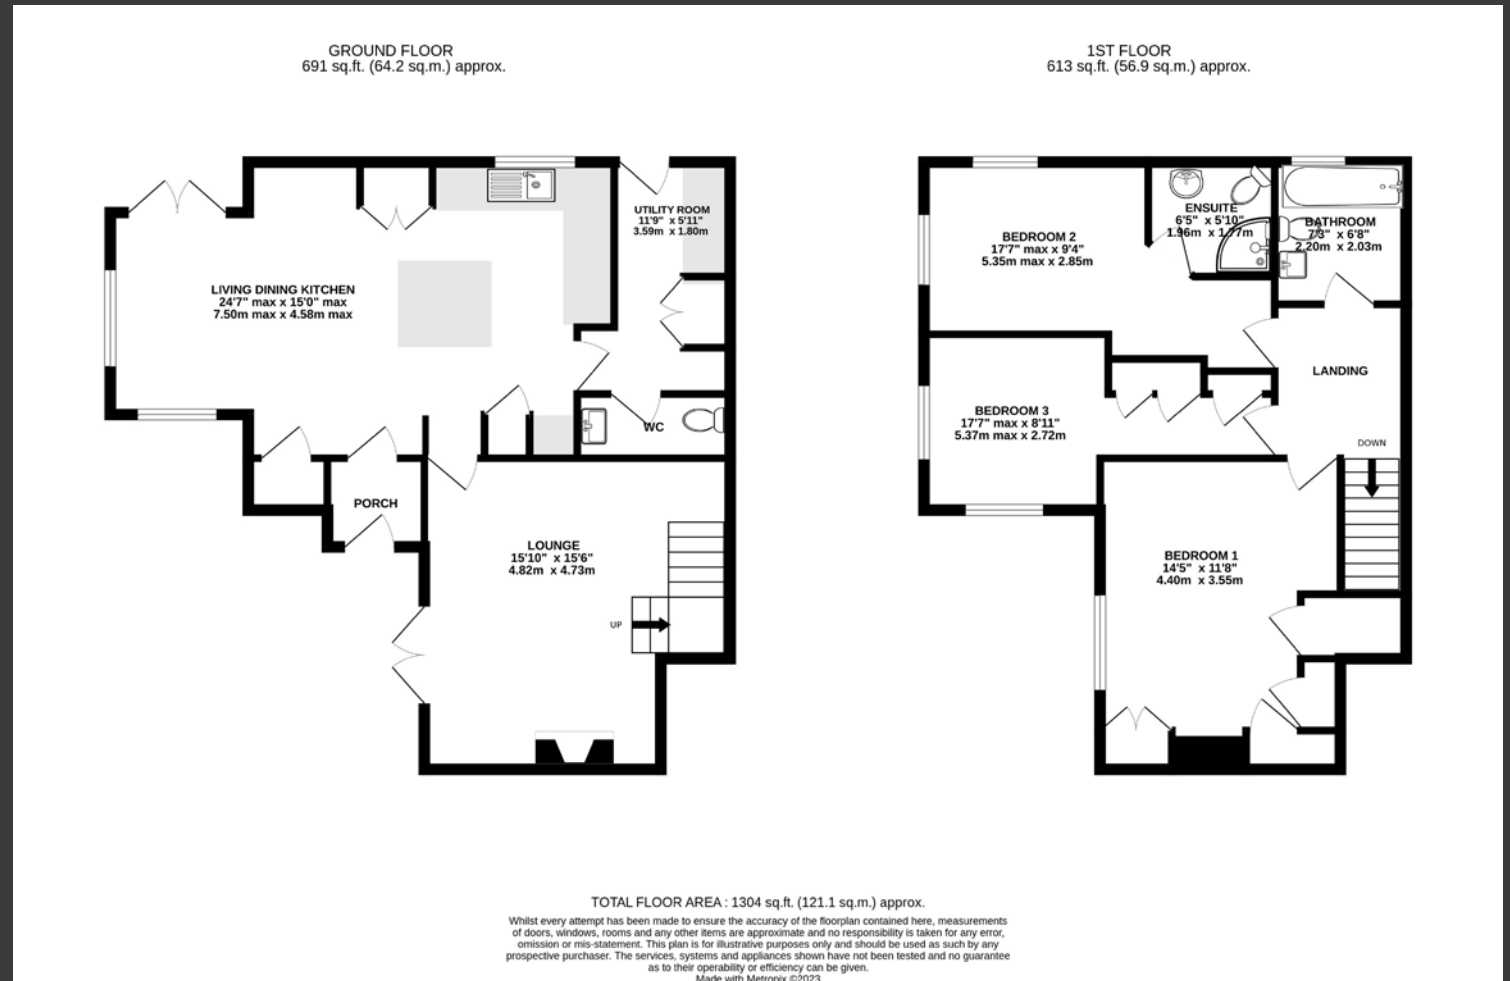 GROUND FLOOR
691 sq.ft. (64.2 sq.m.) approx.
1ST FLOOR
613 sq.ft. (56.9 sq.m.) approx.
UTILITY ROOM
11'9" x 5'11"
3.59m x 1.80m
LIVING DINING KITCHEN
24'7" max x 15'0" max
7.50m max x 4.58m max
WC
PORCH
LOUNGE
15'10" x 15'6"
4.82m x 4.73m
UP
BEDROOM 2
17'7" max x 9'4"
5.35m max x 2.85m
ENSUITE
6'5" x 5'10"
1.96m x 1.77m
BATHROOM
7'3" x 6'8"
2.20m x 2.03m
LANDING
BEDROOM 3
17'7" max x 8'11"
5.37m max x 2.72m
DOWN
BEDROOM 1
14'5" x 11'8"
4.40m x 3.55m
TOTAL FLOOR AREA : 1304 sq.ft. (121.1 sq.m.) approx.
Whilst every attempt has been made to ensure the accuracy of the floorplan contained here, measurements
of doors, windows, rooms and any other items are approximate and no responsibility is taken for any error,
omission or mis-statement. This plan is for illustrative purposes only and should be used as such by any
prospective purchaser. The services, systems and appliances shown have not been tested and no guarantee
as to their operability or efficiency can be given.
Made with Metropix ©2023